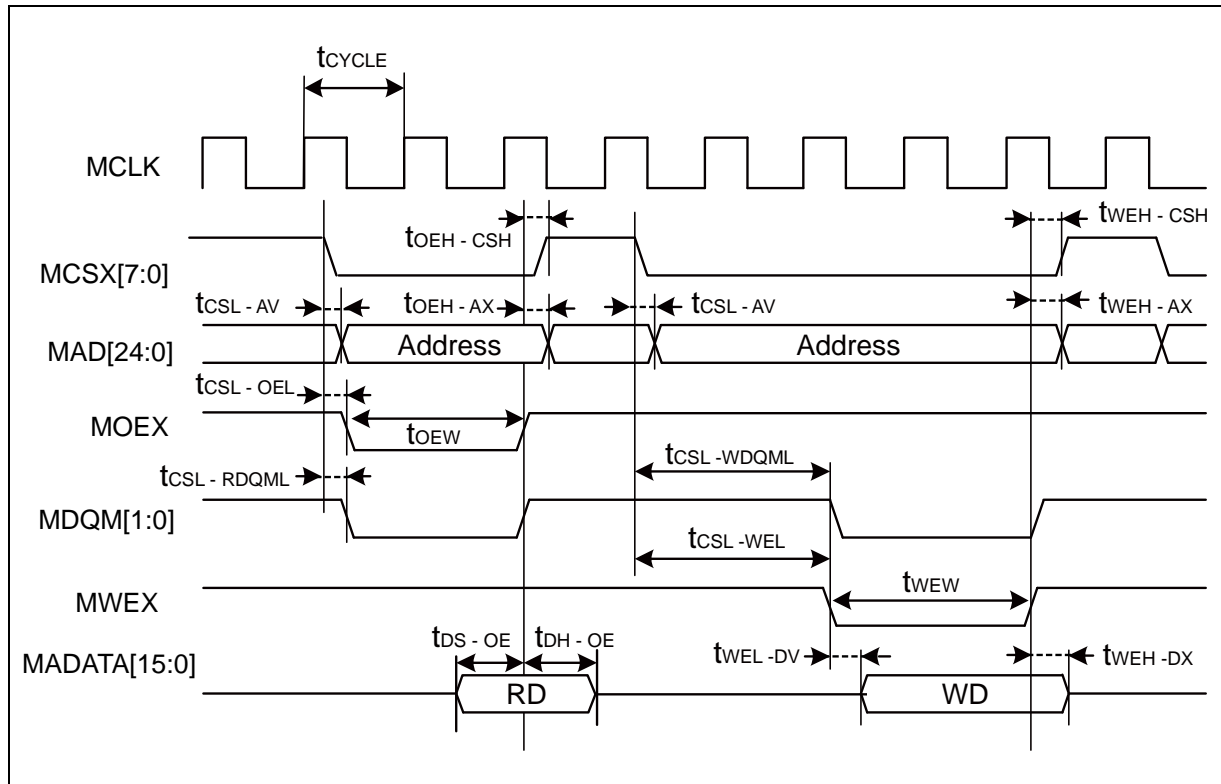 tCYCLE
MCLK
tOEH - CSH
tWEH - CSH
MCSX[7:0]
tCSL - AV
tOEH - AX
tCSL - AV
tWEH - AX
MAD[24:0]
Address
Address
tCSL - OEL
MOEX
tOEW
tCSL - RDQML
tCSL -WDQML
MDQM[1:0]
tCSL -WEL
MWEX
tWEW
tDS - OE
tDH - OE
MADATA[15:0]
tWEL -DV
tWEH -DX
RD
WD